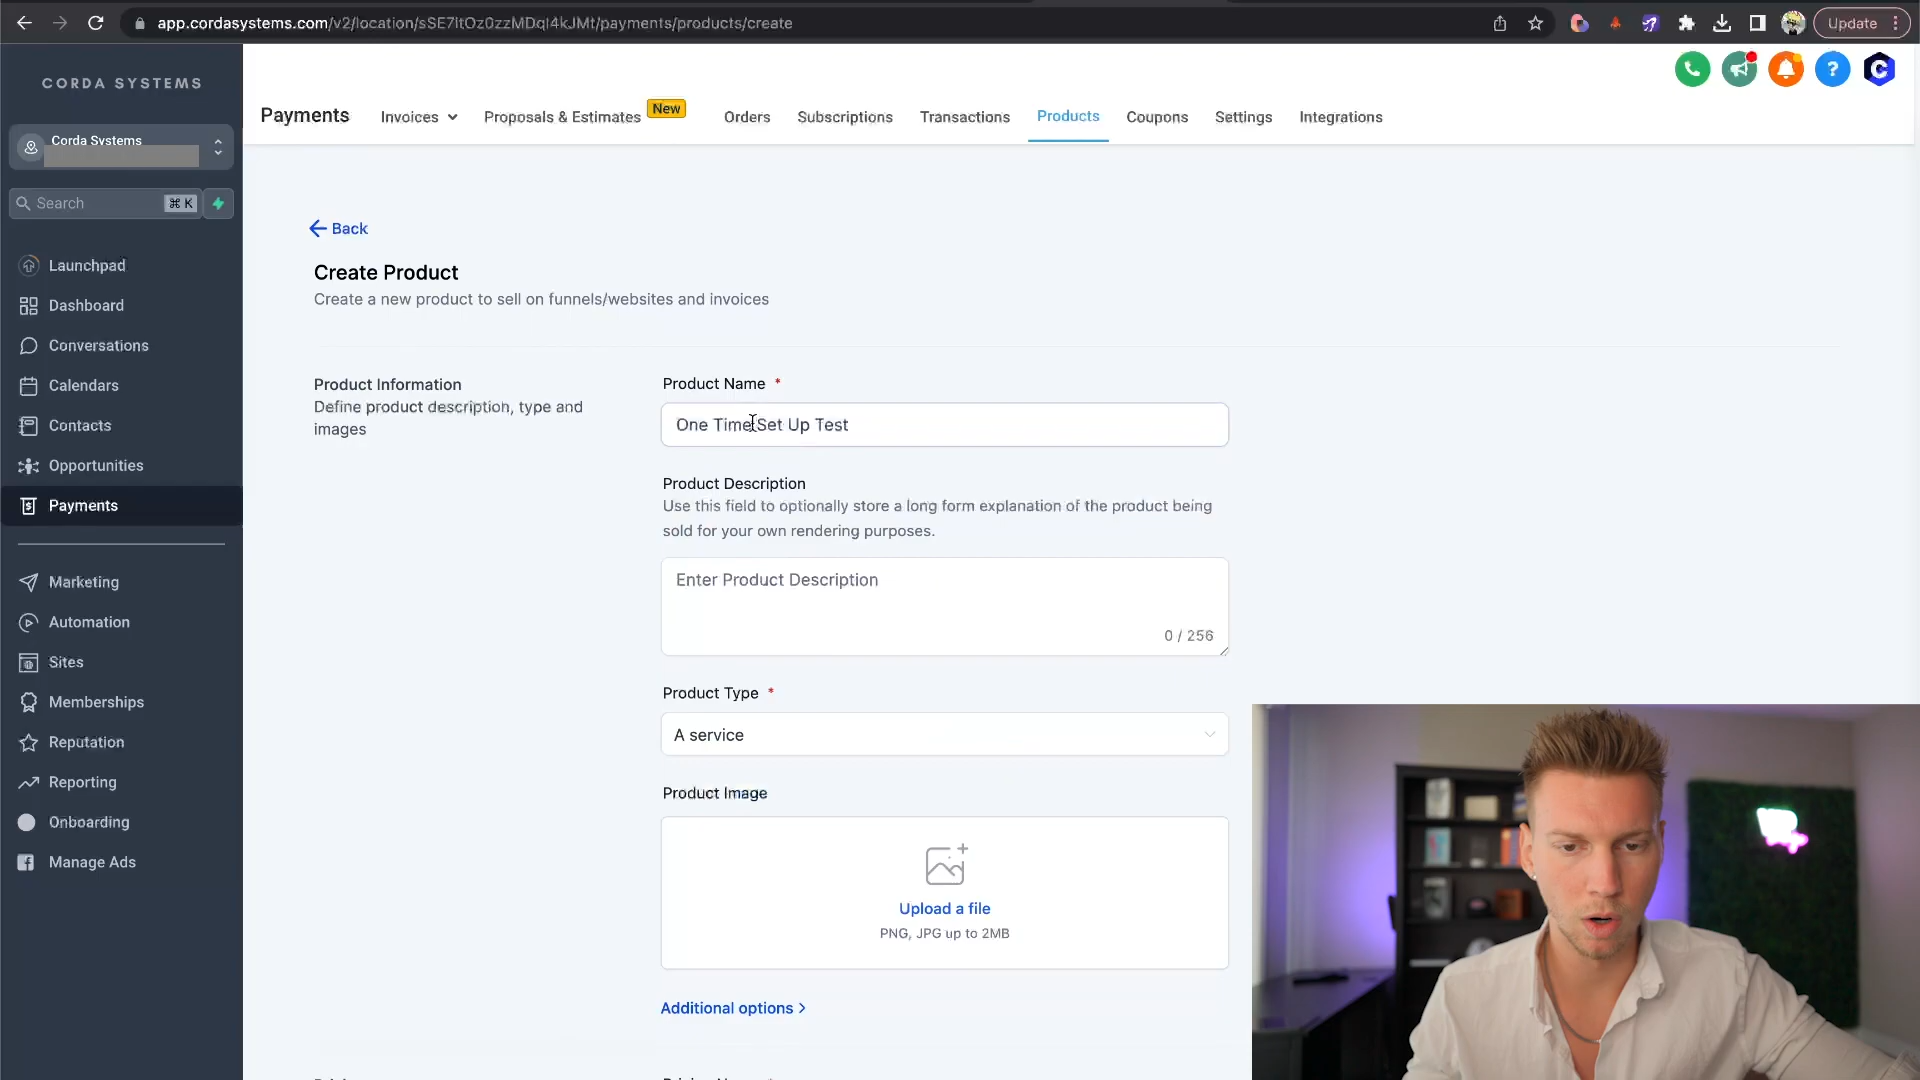 app.cordasystems.com/v2/location/sSE7ltOz0zzMDqI4kJMt/payments/products/create
Update
CORDA SYSTEMS
Corda Systems
Search
⌘ K
Launchpad
Dashboard
Conversations
Calendars
Contacts
Opportunities
Payments
Marketing
Automation
Sites
Memberships
Reputation
Reporting
Onboarding
Manage Ads
Payments
Invoices
Proposals & Estimates
New
Orders
Subscriptions
Transactions
Products
Coupons
Settings
Integrations
Back
Create Product
Create a new product to sell on funnels/websites and invoices
Product Information
Define product description, type and
images
Product Name *
One Time Set Up Test
Product Description
Use this field to optionally store a long form explanation of the product being
sold for your own rendering purposes.
Enter Product Description
0 / 256
Product Type *
A service
Product Image
Upload a file
PNG, JPG up to 2MB
Additional options >